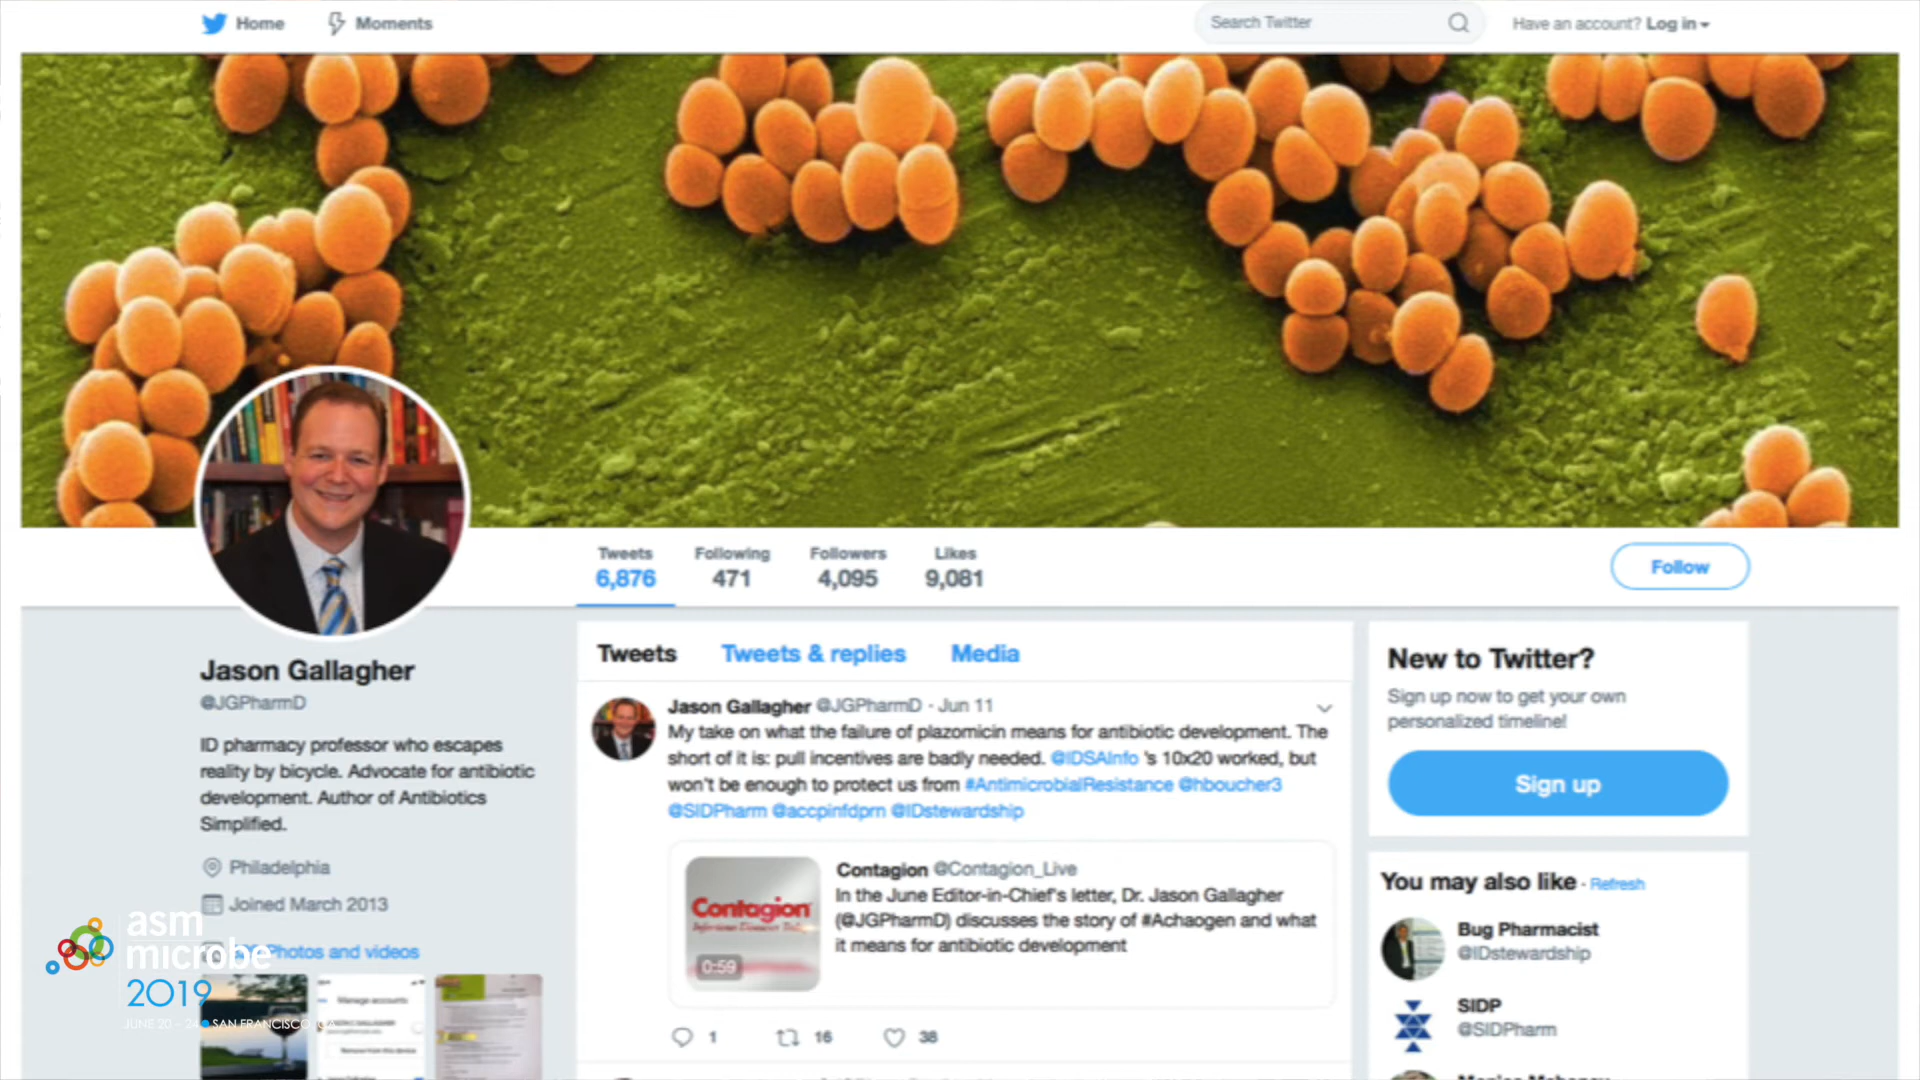 Home
Moments
Search Twitter
Have an account? Log in
Tweets
6,876
Following
471
Followers
4,095
Likes
9,081
Follow
Jason Gallagher
@JGPharmD
ID pharmacy professor who escapes
reality by bicycle. Advocate for antibiotic
development. Author of Antibiotics
Simplified.
Philadelphia
Joined March 2013
Photos and videos
asm
microbe
2019
JUNE 20 – 24 SAN FRANCISCO, CA
Manage accounts
Tweets
Tweets & replies
Media
Jason Gallagher @JGPharmD · Jun 11
My take on what the failure of plazomicin means for antibiotic development. The
short of it is: pull incentives are badly needed. @IDSAInfo 's 10x20 worked, but
won't be enough to protect us from #AntimicrobialResistance @hboucher3
@SIDPharm @accpinfdprn @IDstewardship
Contagion
0:59
Contagion @Contagion_Live
In the June Editor-in-Chief's letter, Dr. Jason Gallagher
(@JGPharmD) discusses the story of #Achaogen and what
it means for antibiotic development
1
16
38
New to Twitter?
Sign up now to get your own
personalized timeline!
Sign up
You may also like · Refresh
Bug Pharmacist
@IDstewardship
SIDP
@SIDPharm